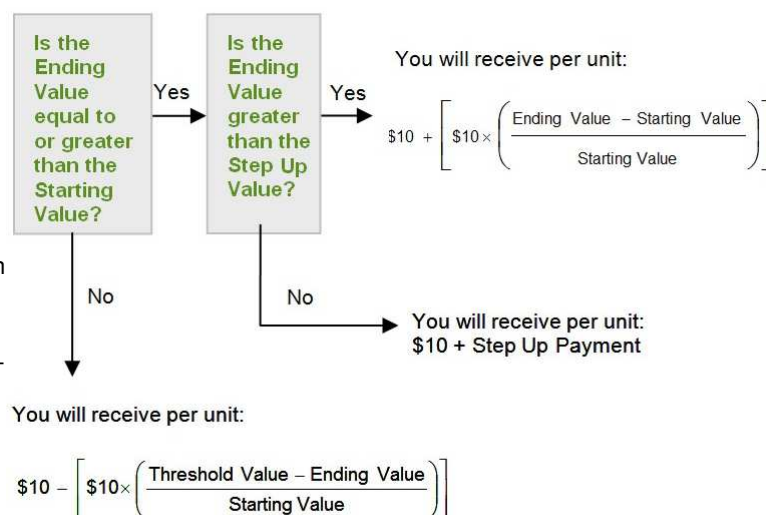 Is the
Ending
Value
equal to
or greater
than the
Starting
Value?
Yes
Is the
Ending
Value
greater
than the
Step Up
Value?
Yes
You will receive per unit:
$10 + [ $10 × ( Ending Value – Starting Value
Starting Value ) ]
No
No
You will receive per unit:
$10 + Step Up Payment
You will receive per unit:
$10 – [ $10× ( Threshold Value – Ending Value
Starting Value ) ]